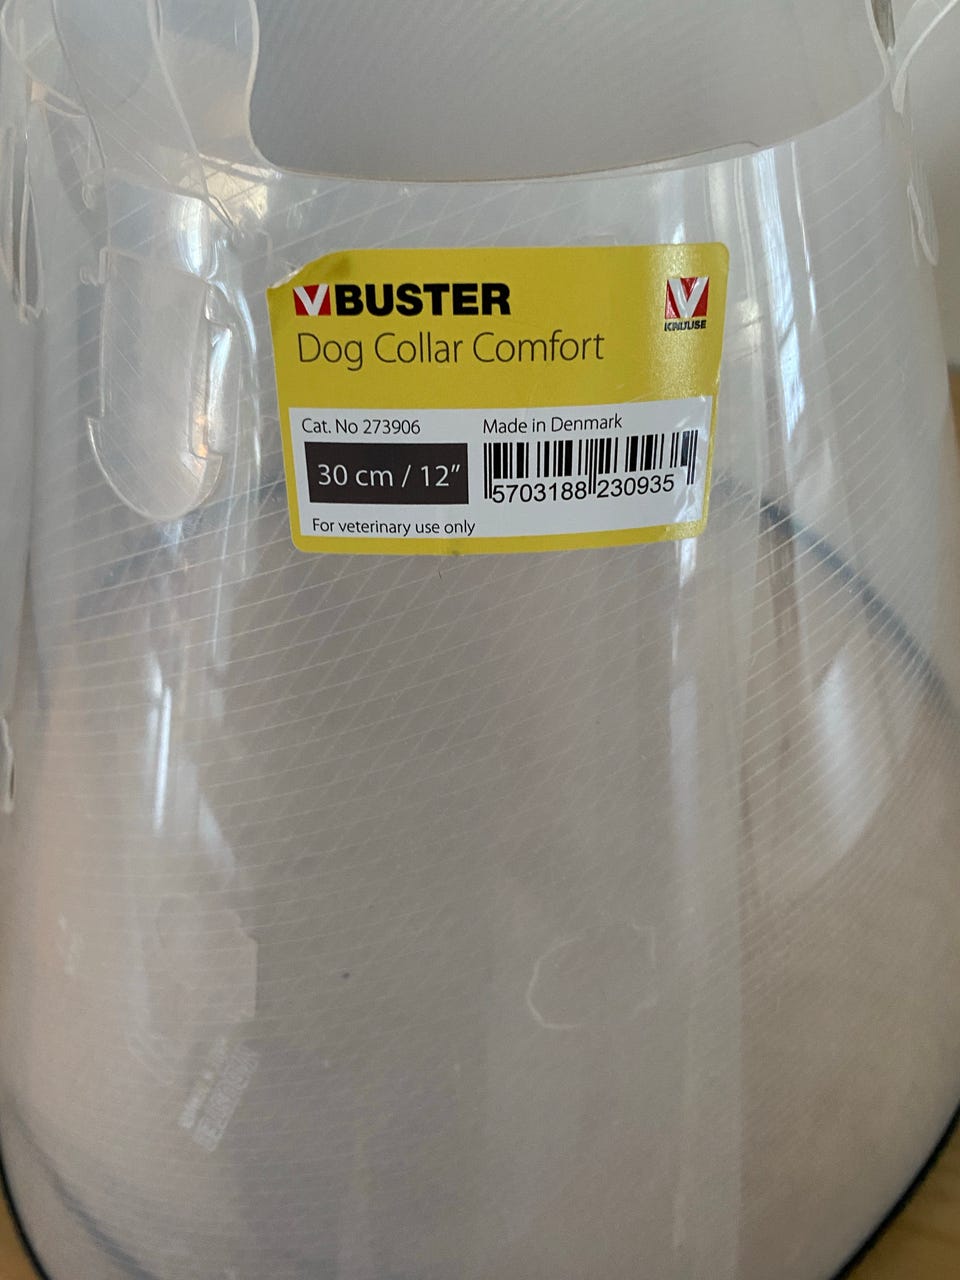 BUSTER
KRUUSE
Dog Collar Comfort
Cat. No 273906
Made in Denmark
30 cm / 12"
5703188 230935
For veterinary use only